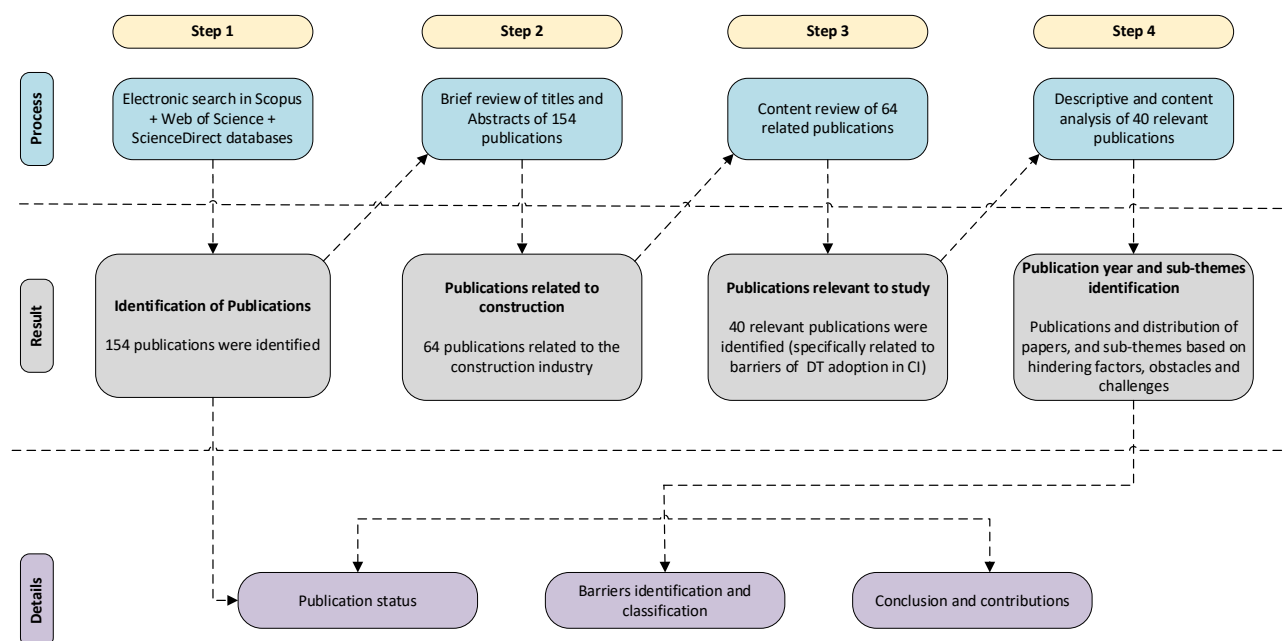 Step 1
Step 2
Step 3
Step 4
Process
Electronic search in Scopus
+ Web of Science +
ScienceDirect databases
Brief review of titles and
Abstracts of 154
publications
Content review of 64
related publications
Descriptive and content
analysis of 40 relevant
publications
Result
Identification of Publications
154 publications were identified
Publications related to
construction
64 publications related to the
construction industry
Publications relevant to study
40 relevant publications were
identified (specifically related to
barriers of DT adoption in CI)
Publication year and sub-themes
identification
Publications and distribution of
papers, and sub-themes based on
hindering factors, obstacles and
challenges
Details
Publication status
Barriers identification and
classification
Conclusion and contributions